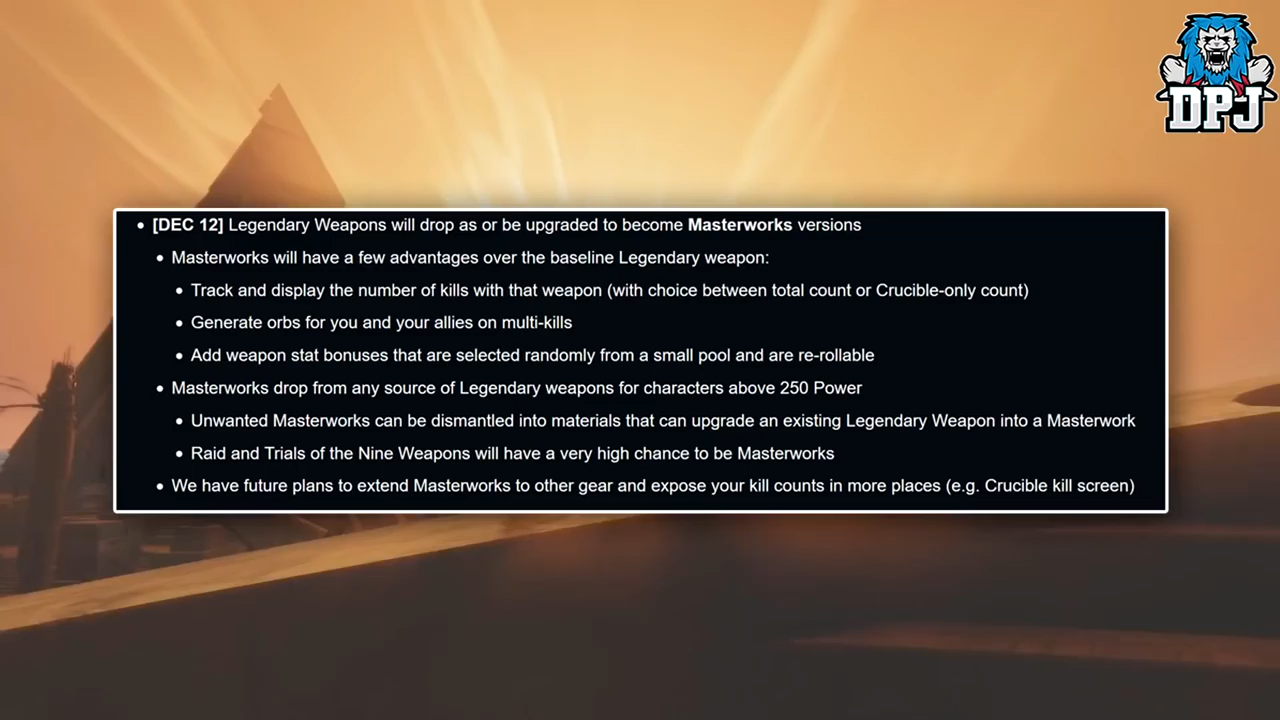 DPJ
• [DEC 12] Legendary Weapons will drop as or be upgraded to become Masterworks versions
• Masterworks will have a few advantages over the baseline Legendary weapon:
• Track and display the number of kills with that weapon (with choice between total count or Crucible-only count)
• Generate orbs for you and your allies on multi-kills
• Add weapon stat bonuses that are selected randomly from a small pool and are re-rollable
• Masterworks drop from any source of Legendary weapons for characters above 250 Power
• Unwanted Masterworks can be dismantled into materials that can upgrade an existing Legendary Weapon into a Masterwork
• Raid and Trials of the Nine Weapons will have a very high chance to be Masterworks
• We have future plans to extend Masterworks to other gear and expose your kill counts in more places (e.g. Crucible kill screen)